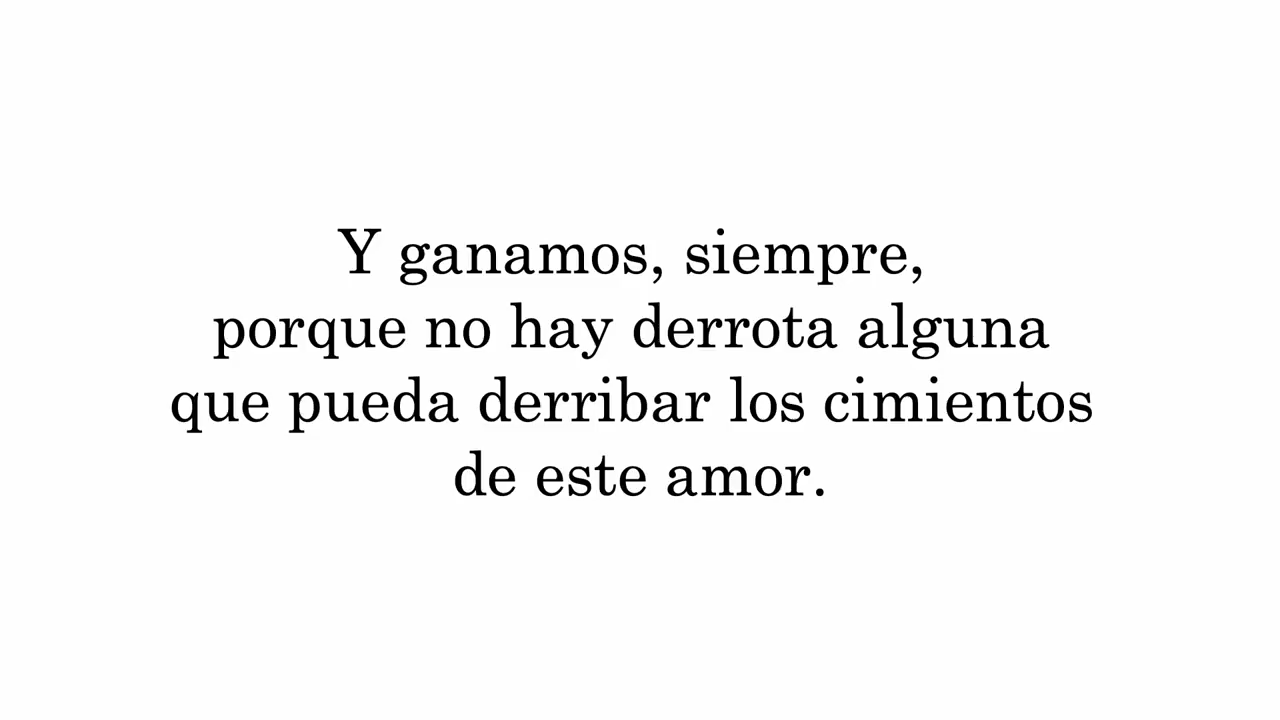 Y ganamos, siempre,
porque no hay derrota alguna
que pueda derribar los cimientos
de este amor.